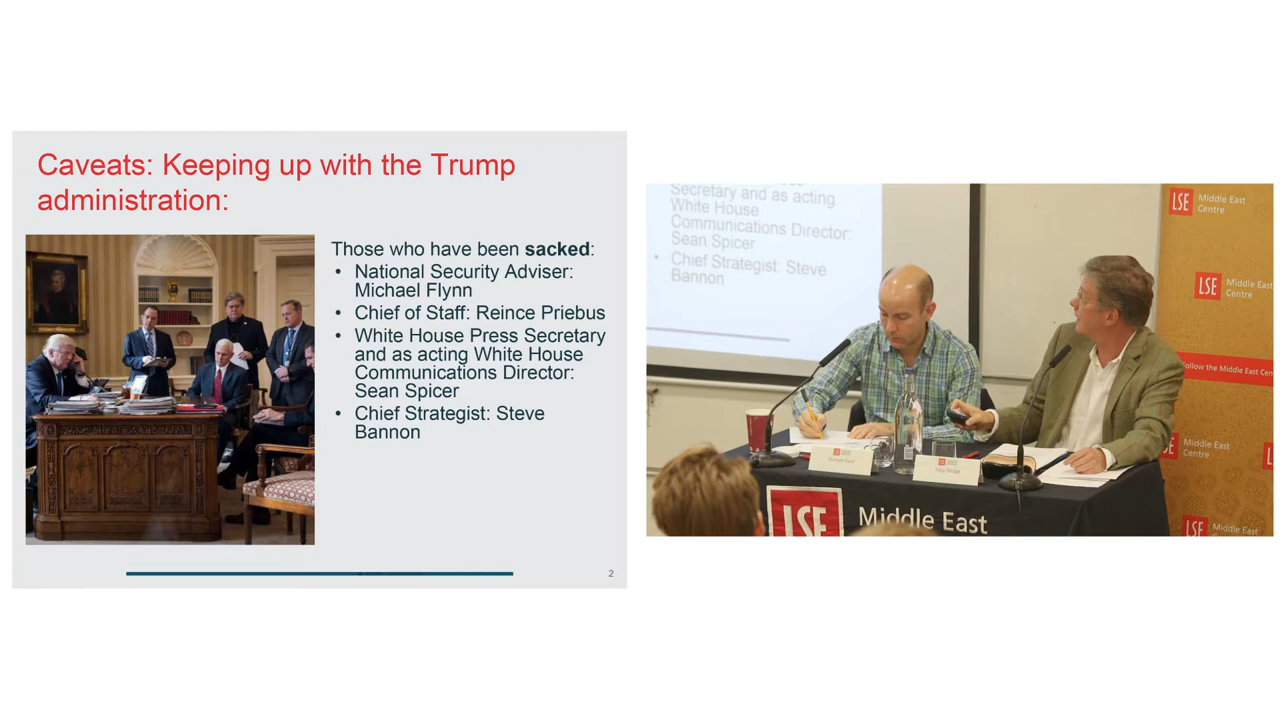 Caveats: Keeping up with the Trump
administration:
Those who have been sacked:
• National Security Adviser:
Michael Flynn
• Chief of Staff: Reince Priebus
• White House Press Secretary
and as acting White House
Communications Director:
Sean Spicer
• Chief Strategist: Steve
Bannon
2
Secretary and as acting
White House
Communications Director:
Sean Spicer
• Chief Strategist: Steve
Bannon
LSE Middle East
Centre
LSE Middle East
Centre
Follow the Middle East Cen
Middle East
Centre
LSE Middle East
Centre
LSE Middle East